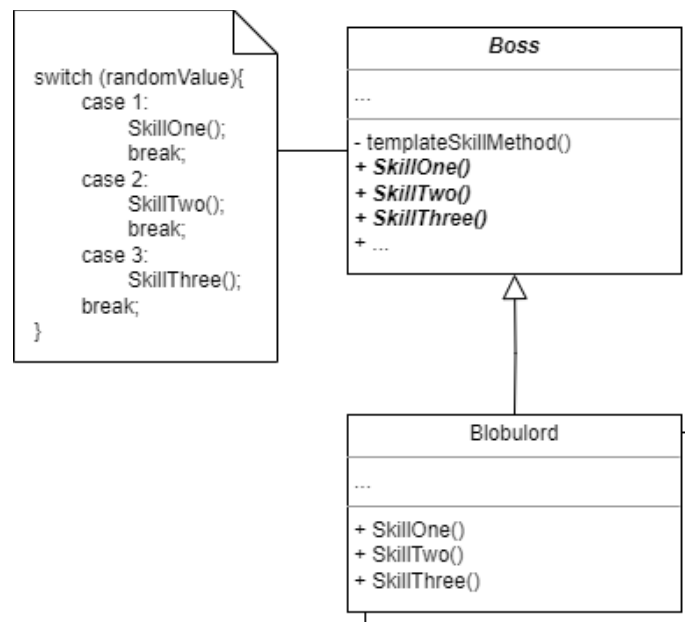 switch (randomValue){
case 1:
SkillOne();
break;
case 2:
SkillTwo();
break;
case 3:
SkillThree();
break;
}
Boss
...
- templateSkillMethod()
+ SkillOne()
+ SkillTwo()
+ SkillThree()
+ ...
Blobulord
...
+ SkillOne()
+ SkillTwo()
+ SkillThree()